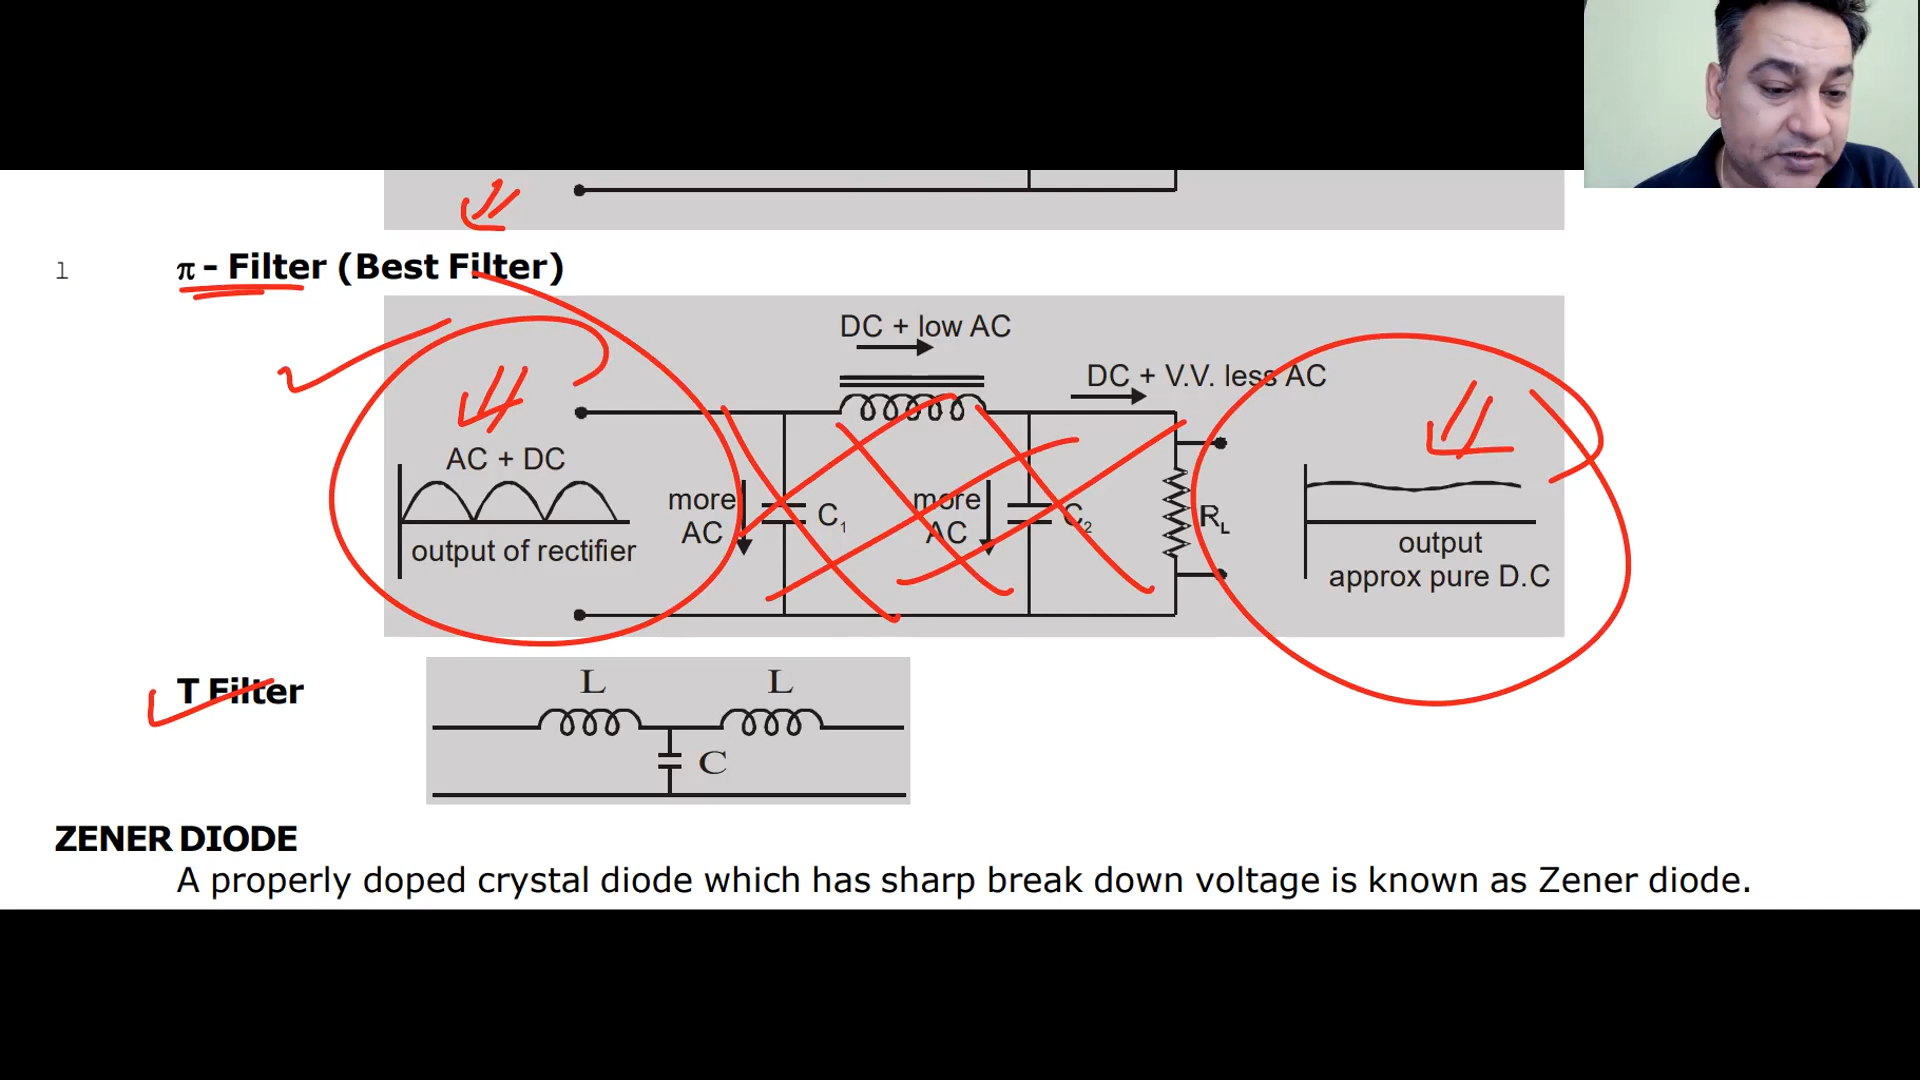 l π - Filter (Best Filter)
DC + low AC
DC + V.V. less AC
AC + DC
more AC
C₁
more AC
C₂
R_L
output of rectifier
output
approx pure D.C
T Filter
L L
C
ZENER DIODE
A properly doped crystal diode which has sharp break down voltage is known as Zener diode.